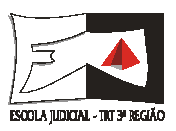 ESCOLA JUDICIAL - TRT 3ª REGIÃO